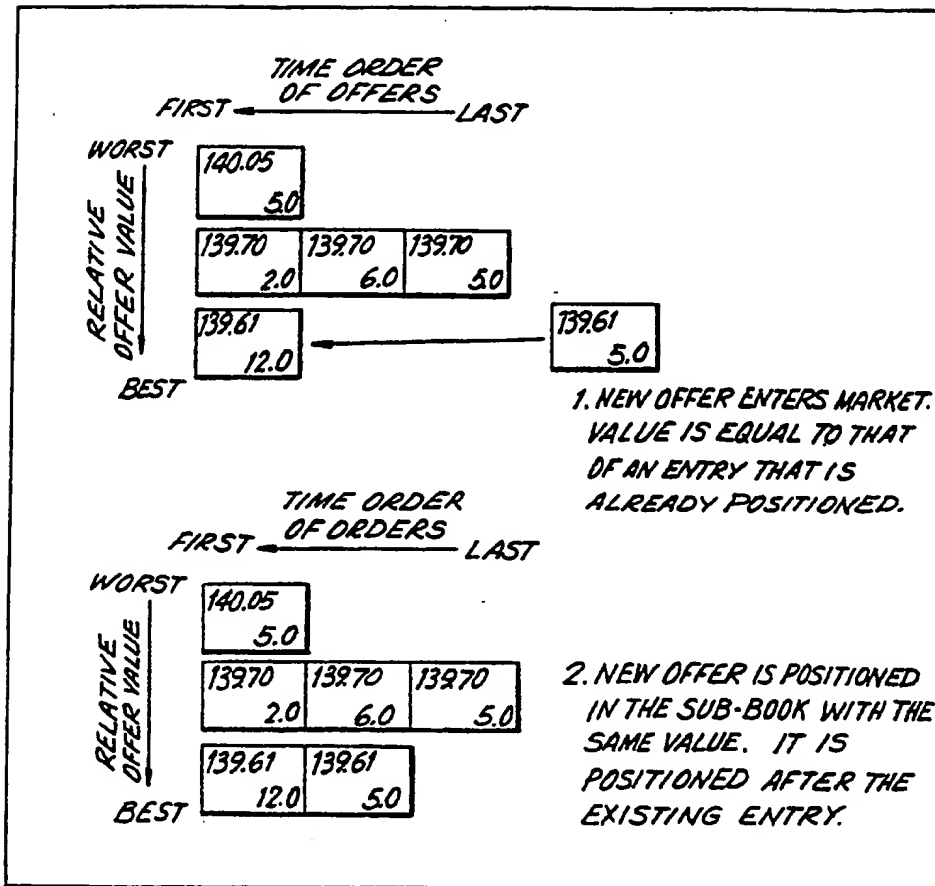 TIME ORDER
OF OFFERS
FIRST LAST
WORST
RELATIVE
OFFER VALUE
BEST
140.05
5.0
139.70 139.70 139.70
2.0 6.0 5.0
139.61 139.61
12.0 5.0
1. NEW OFFER ENTERS MARKET.
VALUE IS EQUAL TO THAT
OF AN ENTRY THAT IS
ALREADY POSITIONED.
TIME ORDER
OF ORDERS
FIRST LAST
WORST
RELATIVE
OFFER VALUE
BEST
140.05
5.0
139.70 139.70 139.70
2.0 6.0 5.0
139.61 139.61
12.0 5.0
2. NEW OFFER IS POSITIONED
IN THE SUB-BOOK WITH THE
SAME VALUE. IT IS
POSITIONED AFTER THE
EXISTING ENTRY.